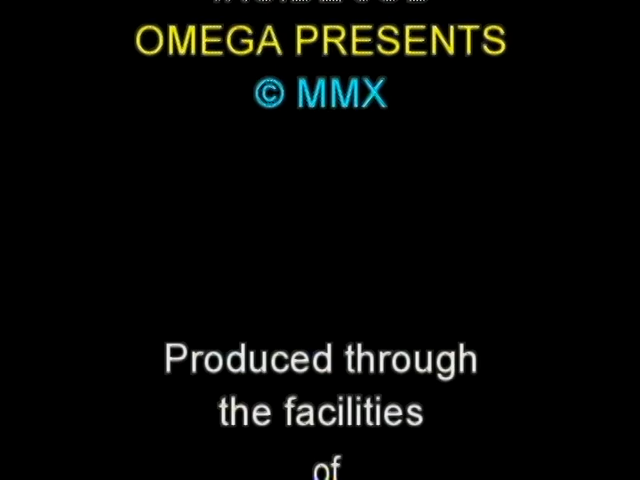 OMEGA PRESENTS
© MMX
Produced through
the facilities
of